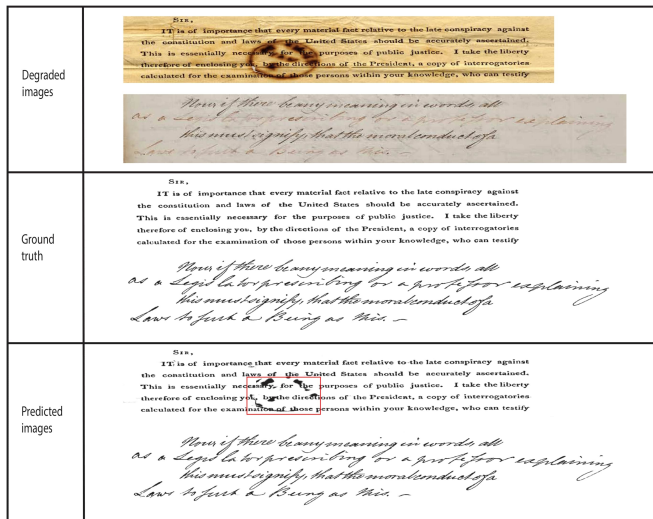 Degraded
images
SIR,
IT is of importance that every material fact relative to the late conspiracy against
the constitution and laws of the United States should be accurately ascertained.
This is essentially necessary for the purposes of public justice. I take the liberty
therefore of enclosing you, by the directions of the President, a copy of interrogatories
calculated for the examination of those persons within your knowledge, who can testify
Now if there be any meaning in words, all
as a Legislator prescribing or a professor explaining
this must signify, that the moral conduct of a
Laws to such a Being as this. –
Ground
truth
SIR,
IT is of importance that every material fact relative to the late conspiracy against
the constitution and laws of the United States should be accurately ascertained.
This is essentially necessary for the purposes of public justice. I take the liberty
therefore of enclosing you, by the directions of the President, a copy of interrogatories
calculated for the examination of those persons within your knowledge, who can testify
Now if there be any meaning in words, all
as a Legislator prescribing or a professor explaining
this must signify, that the moral conduct of a
Laws to such a Being as this. –
Predicted
images
SIR,
IT is of importance that every material fact relative to the late conspiracy against
the constitution and laws of the United States should be accurately ascertained.
This is essentially necessary for the purposes of public justice. I take the liberty
therefore of enclosing you, by the directions of the President, a copy of interrogatories
calculated for the examination of those persons within your knowledge, who can testify
Now if there be any meaning in words, all
as a Legislator prescribing or a professor explaining
this must signify, that the moral conduct of a
Laws to such a Being as this. –